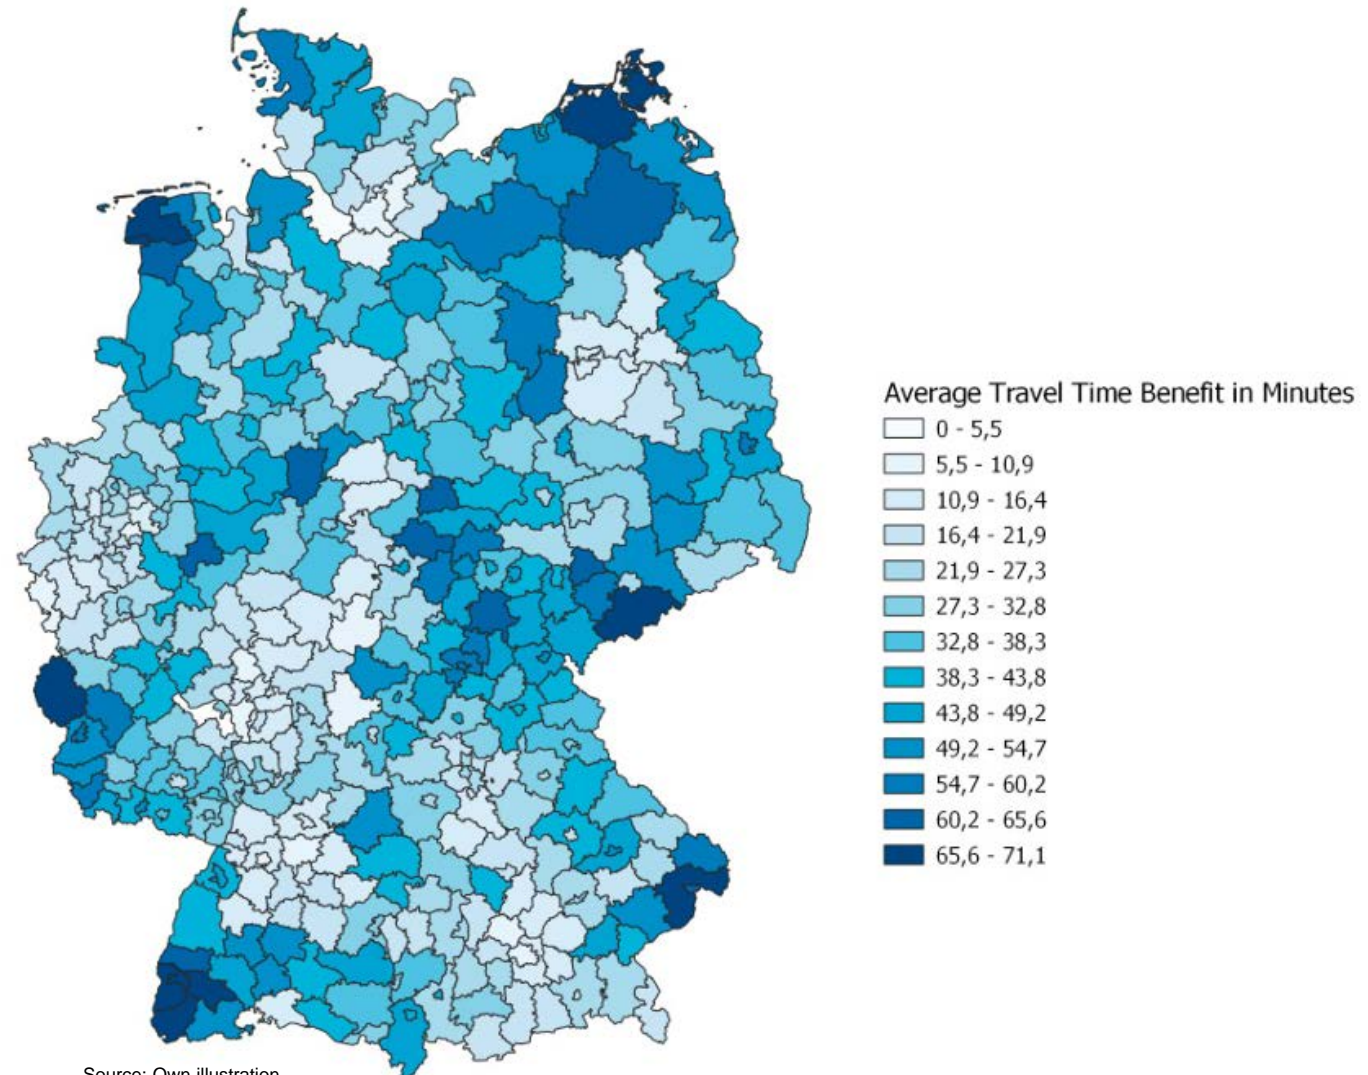 Average Travel Time Benefit in Minutes
0 - 5,5
5,5 - 10,9
10,9 - 16,4
16,4 - 21,9
21,9 - 27,3
27,3 - 32,8
32,8 - 38,3
38,3 - 43,8
43,8 - 49,2
49,2 - 54,7
54,7 - 60,2
60,2 - 65,6
65,6 - 71,1
Source: Own illustration